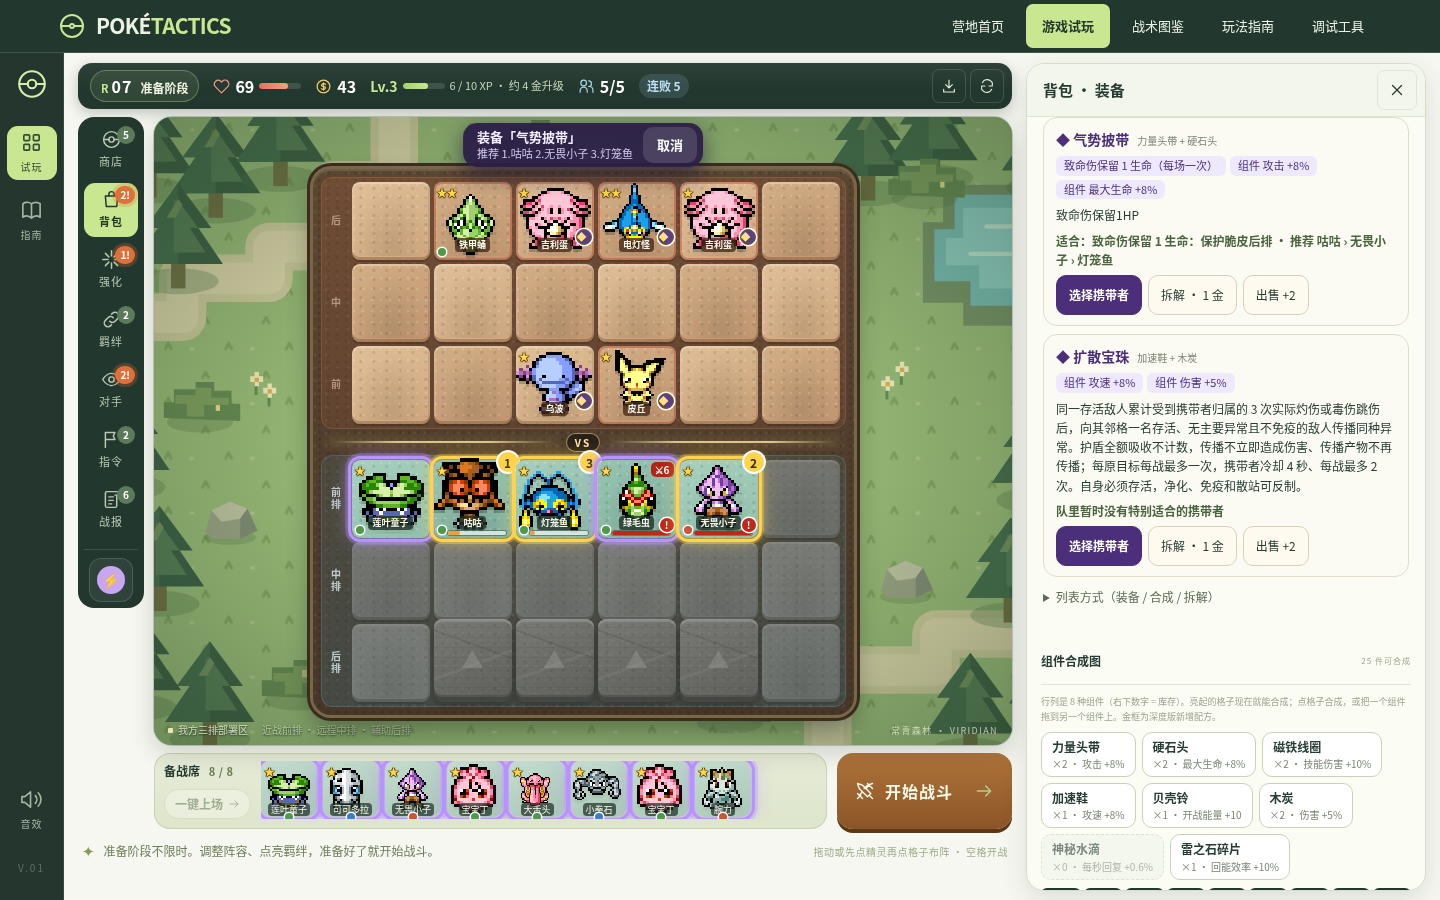 POKÉTACTICS
营地首页
游戏试玩
战术图鉴
玩法指南
调试工具
试玩
指南
音效
V.01
R 07 准备阶段
69
43
Lv.3
6 / 10 XP · 约 4 金升级
5/5
连败 5
5
商店
2!
背包
1!
强化
2
羁绊
2!
对手
2
指令
6
战报
装备「气势披带」
推荐 1.咕咕 2.无畏小子 3.灯笼鱼
取消
后
铁甲蛹
吉利蛋
电灯怪
吉利蛋
中
前
乌波
皮丘
VS
前排
莲叶童子
1
咕咕
3
灯笼鱼
⚔6
绿毛虫
!
2
无畏小子
!
中排
后排
我方三排部署区
近战前排 · 远程中排 · 辅助后排
常青森林 · VIRIDIAN
备战席 8 / 8
一键上场 →
莲叶童子
可可多拉
无畏小子
宝宝丁
大舌头
小拳石
宝宝丁
开始战斗 →
准备阶段不限时。调整阵容、点亮羁绊，准备好了就开始战斗。
拖动或先点精灵再点格子布阵 · 空格开战
背包 · 装备
◆ 气势披带 力量头带 + 硬石头
致命伤保留 1 生命（每场一次） 组件 攻击 +8%
组件 最大生命 +8%
致命伤保留1HP
适合：致命伤保留 1 生命：保护脆皮后排 · 推荐 咕咕 › 无畏小
子 › 灯笼鱼
选择携带者 拆解 · 1 金 出售 +2
◆ 扩散宝珠 加速鞋 + 木炭
组件 攻速 +8% 组件 伤害 +5%
同一存活敌人累计受到携带者归属的 3 次实际灼伤或毒伤跳伤
后，向其邻格一名存活、无主要异常且不免疫的敌人传播同种异
常。护盾全额吸收不计数，传播不立即造成伤害、传播产物不再
传播；每原目标每战最多一次，携带者冷却 4 秒、每战最多 2
次。自身必须存活，净化、免疫和散站可反制。
队里暂时没有特别适合的携带者
选择携带者 拆解 · 1 金 出售 +2
▶ 列表方式（装备 / 合成 / 拆解）
组件合成图 25 件可合成
行列是 8 种组件（右下数字 = 库存）。亮起的格子现在就能合成；点格子合成，或把一个组件
拖到另一个组件上。金框为深度版新增配方。
力量头带
×2 · 攻击 +8%
硬石头
×2 · 最大生命 +8%
磁铁线圈
×2 · 技能伤害 +10%
加速鞋
×1 · 攻速 +8%
贝壳铃
×1 · 开战能量 +10
木炭
×2 · 伤害 +5%
神秘水滴
×0 · 每秒回复 +0.6%
雷之石碎片
×1 · 回能效率 +10%